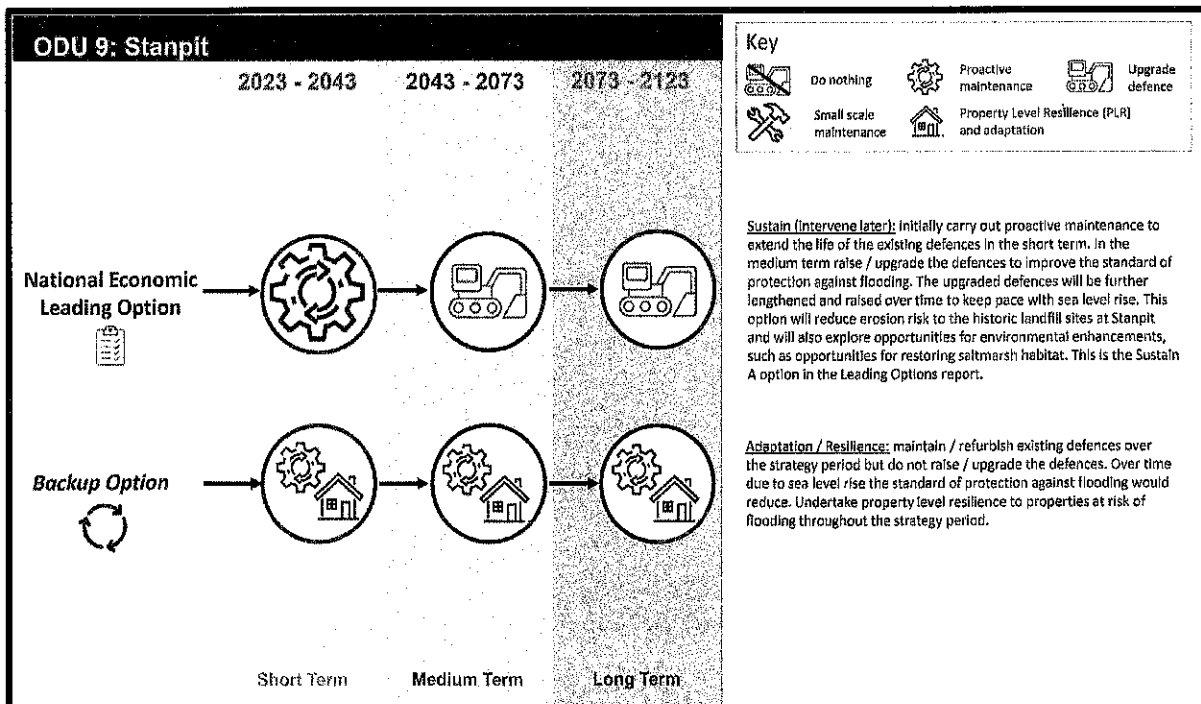 ODU 9: Stanpit
2023 - 2043
2043 - 2073
2073 - 2123
National Economic
Leading Option
Backup Option
Short Term
Medium Term
Long Term
Key
Do nothing
Proactive
maintenance
Upgrade
defence
Small scale
maintenance
Property Level Resilience (PLR)
and adaptation
Sustain (Intervene later): initially carry out proactive maintenance to
extend the life of the existing defences in the short term. In the
medium term raise / upgrade the defences to improve the standard of
protection against flooding. The upgraded defences will be further
lengthened and raised over time to keep pace with sea level rise. This
option will reduce erosion risk to the historic landfill sites at Stanpit
and will also explore opportunities for environmental enhancements,
such as opportunities for restoring saltmarsh habitat. This is the Sustain
A option in the Leading Options report.
Adaptation / Resilience: maintain / refurbish existing defences over
the strategy period but do not raise / upgrade the defences. Over time
due to sea level rise the standard of protection against flooding would
reduce. Undertake property level resilience to properties at risk of
flooding throughout the strategy period.